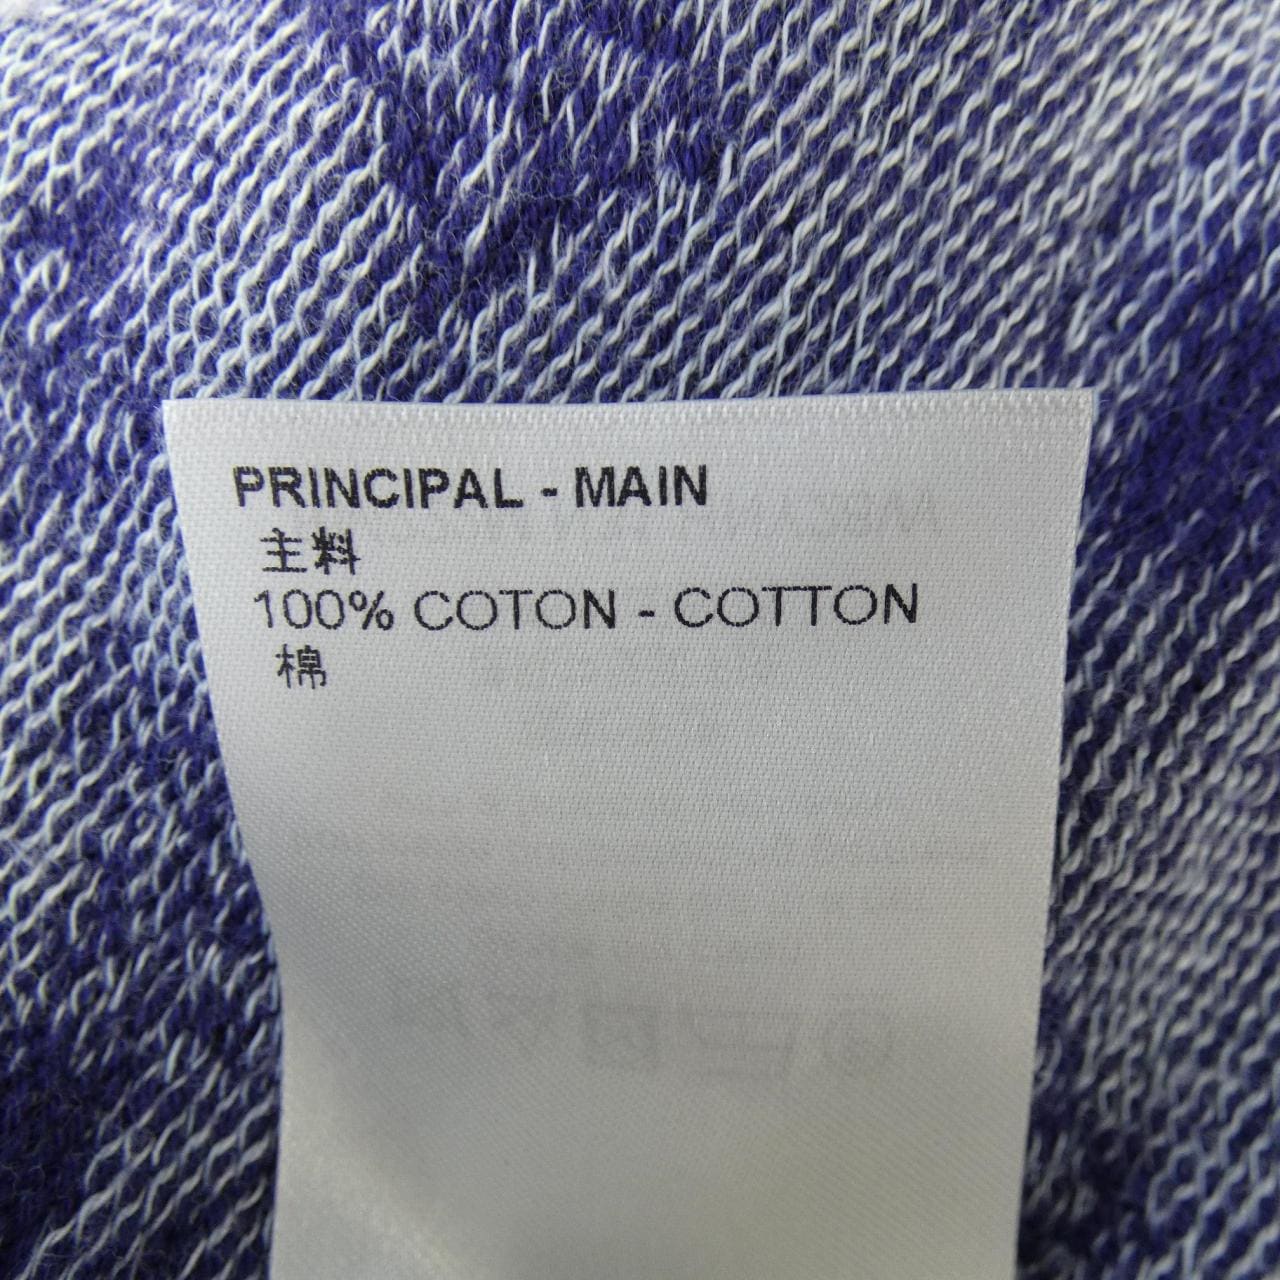 PRINCIPAL - MAIN
主料
100% COTON - COTTON
棉